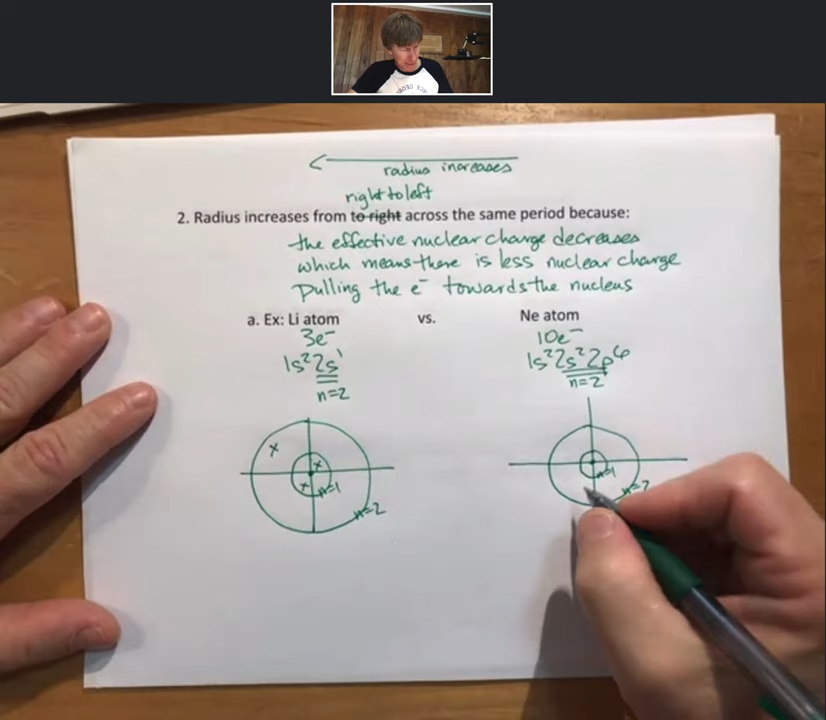 radius increases
right to left
2. Radius increases from to right across the same period because:
the effective nuclear charge decreases
which means there is less nuclear charge
pulling the e⁻ towards the nucleus
a. Ex: Li atom vs. Ne atom
3e⁻ 10e⁻
1s²2s¹ 1s²2s²2p⁶
n=2 n=2
x
x
x n=1 n=1
n=2 n=2